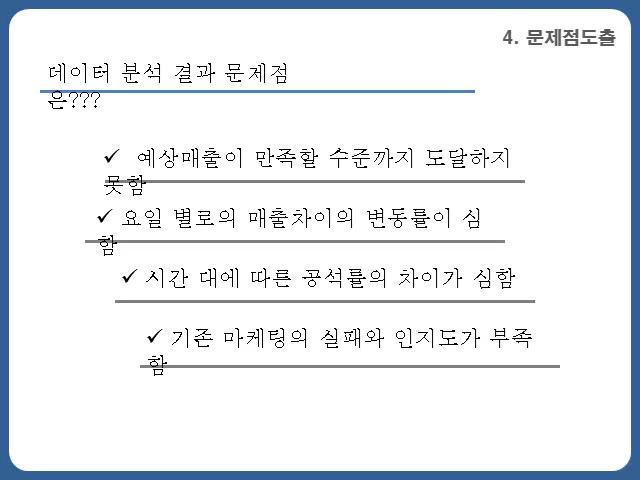 4. 문제점도출
데이터 분석 결과 문제점
은???
✓ 예상매출이 만족할 수준까지 도달하지
못함
✓ 요일 별로의 매출차이의 변동률이 심
함
✓ 시간 대에 따른 공석률의 차이가 심함
✓ 기존 마케팅의 실패와 인지도가 부족
함